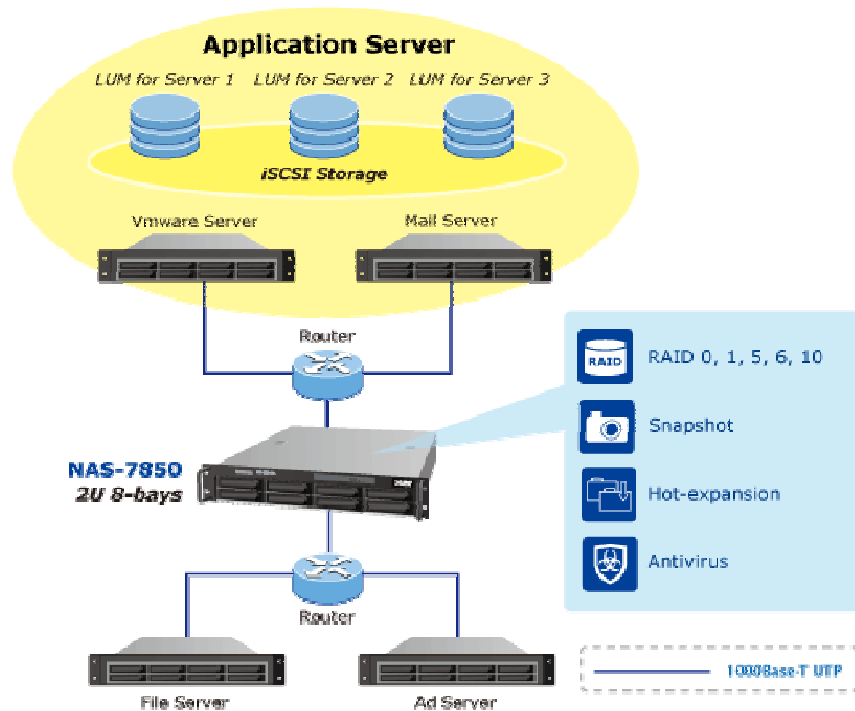 Application Server
LUM for Server 1 LUM for Server 2 LUM for Server 3
iSCSI Storage
Vmware Server
Mail Server
Router
RAID
RAID 0, 1, 5, 6, 10
Snapshot
NAS-7850
2U 8-bays
Hot-expansion
Antivirus
Router
1000Base-T UTP
File Server
Ad Server